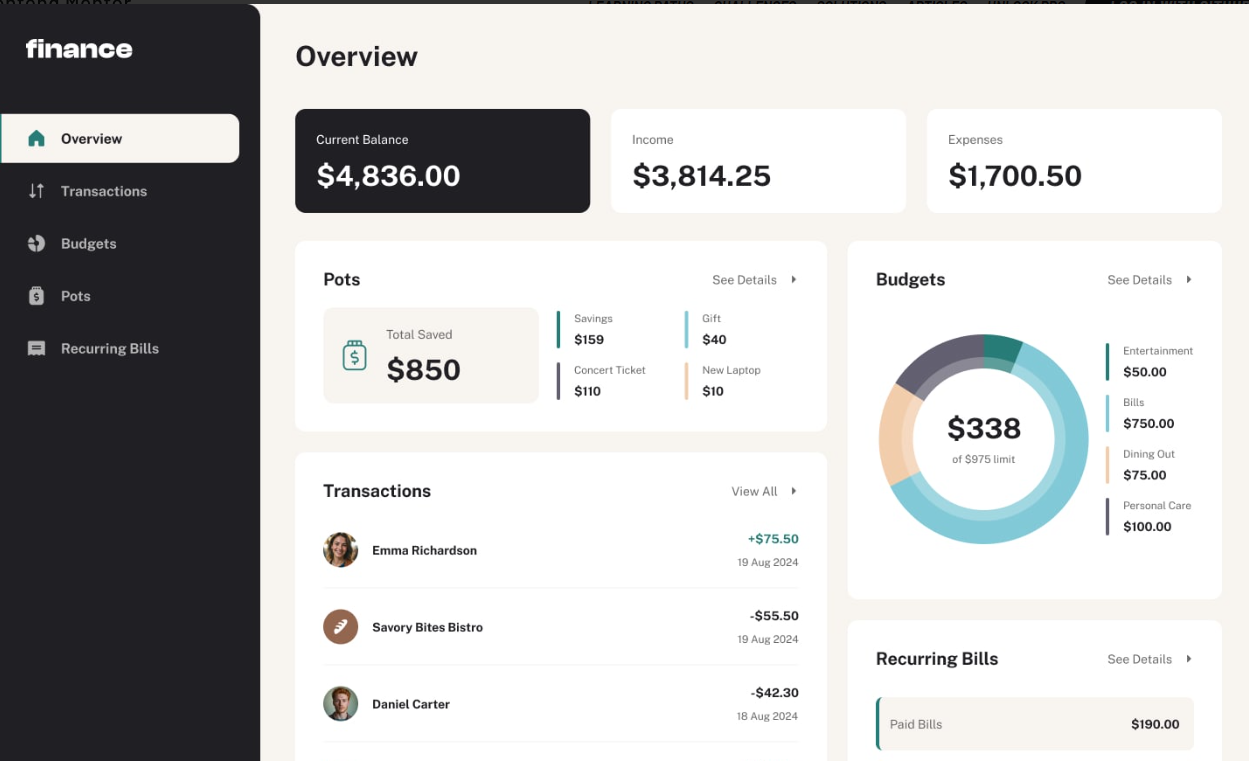 finance
Overview
Transactions
Budgets
Pots
Recurring Bills
Overview
Current Balance
$4,836.00
Income
$3,814.25
Expenses
$1,700.50
Pots
See Details
Total Saved
$850
Savings
$159
Gift
$40
Concert Ticket
$110
New Laptop
$10
Transactions
View All
Emma Richardson
+$75.50
19 Aug 2024
Savory Bites Bistro
-$55.50
19 Aug 2024
Daniel Carter
-$42.30
18 Aug 2024
Budgets
See Details
$338
of $975 limit
Entertainment
$50.00
Bills
$750.00
Dining Out
$75.00
Personal Care
$100.00
Recurring Bills
See Details
Paid Bills
$190.00